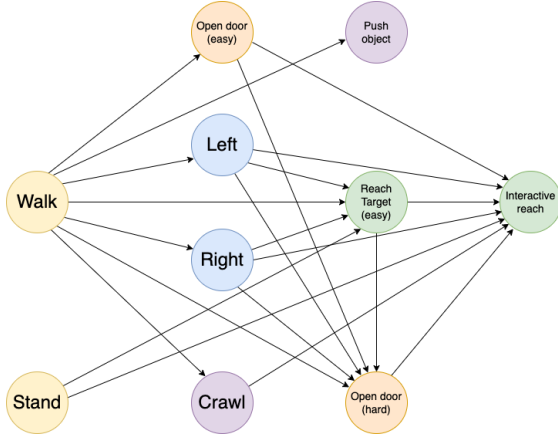 Open door
(easy)
Push
object
Left
Walk
Reach
Target
(easy)
Interactive
reach
Right
Stand
Crawl
Open door
(hard)